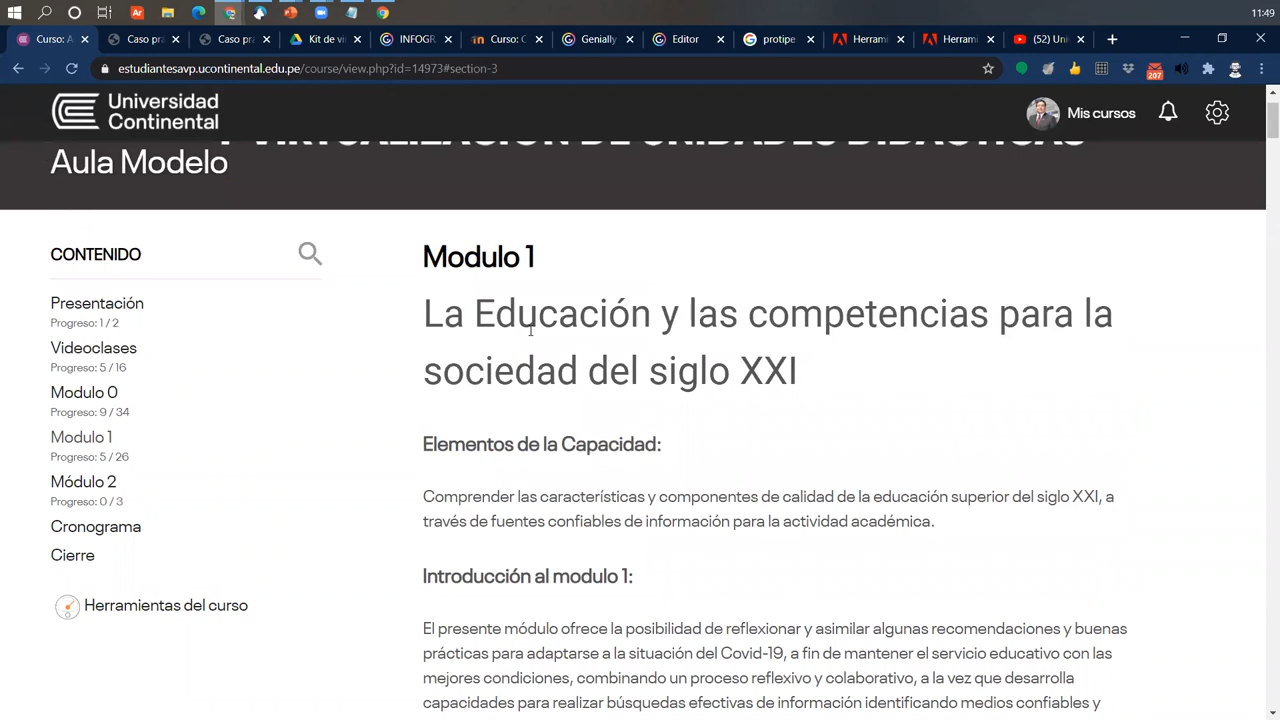 11:49
Curso: A
Caso prá
Caso prá
Kit de vi
INFOGR
Curso: C
Genially
Editor
protipe
Herrami
Herrami
(52) Uni
estudiantesavp.ucontinental.edu.pe/course/view.php?id=14973#section-3
207
Universidad
Continental
Mis cursos
Y VIRTUALIZACIÓN DE UNIDADES DIDÁCTICAS
Aula Modelo
CONTENIDO
Presentación
Progreso: 1 / 2
Videoclases
Progreso: 5 / 16
Modulo 0
Progreso: 9 / 34
Modulo 1
Progreso: 5 / 26
Módulo 2
Progreso: 0 / 3
Cronograma
Cierre
Herramientas del curso
Modulo 1
La Educación y las competencias para la
sociedad del siglo XXI
Elementos de la Capacidad:
Comprender las características y componentes de calidad de la educación superior del siglo XXI, a
través de fuentes confiables de información para la actividad académica.
Introducción al modulo 1:
El presente módulo ofrece la posibilidad de reflexionar y asimilar algunas recomendaciones y buenas
prácticas para adaptarse a la situación del Covid-19, a fin de mantener el servicio educativo con las
mejores condiciones, combinando un proceso reflexivo y colaborativo, a la vez que desarrolla
capacidades para realizar búsquedas efectivas de información identificando medios confiables y